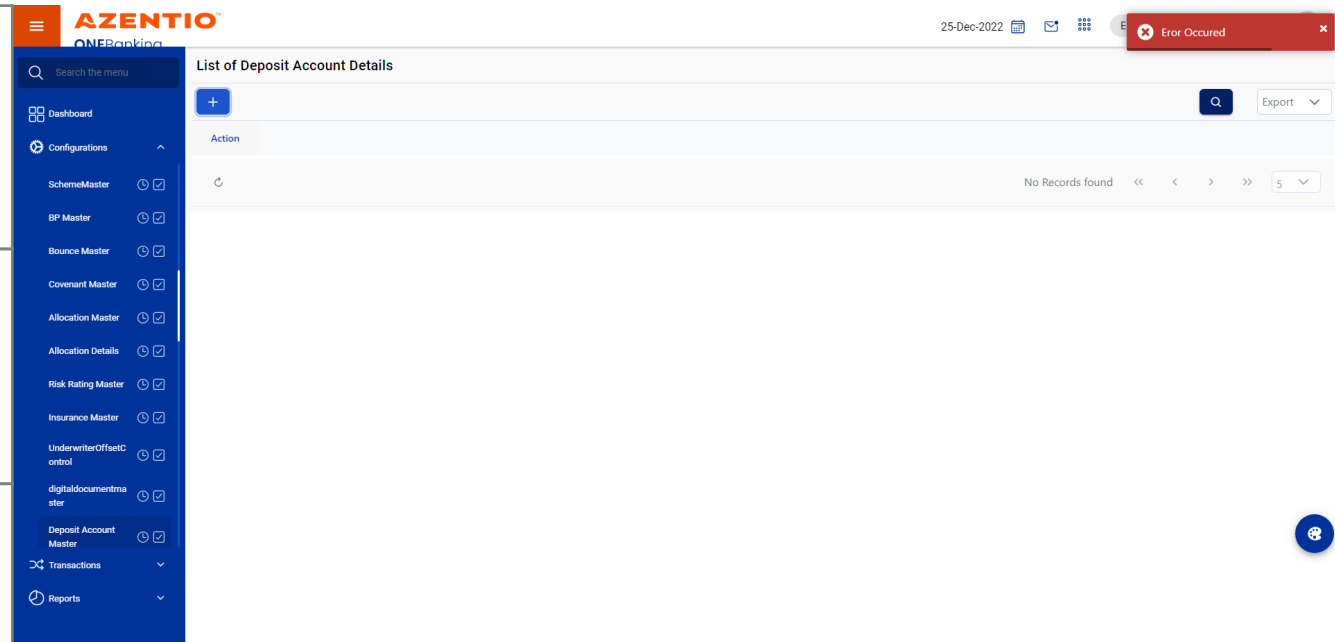 AZENTIO
ONEBanking
25-Dec-2022
E
Eror Occured
Search the menu
List of Deposit Account Details
Dashboard
Export
Configurations
Action
SchemeMaster
No Records found
5
BP Master
Bounce Master
Covenant Master
Allocation Master
Allocation Details
Risk Rating Master
Insurance Master
UnderwriterOffsetC
ontrol
digitaldocumentma
ster
Deposit Account
Master
Transactions
Reports